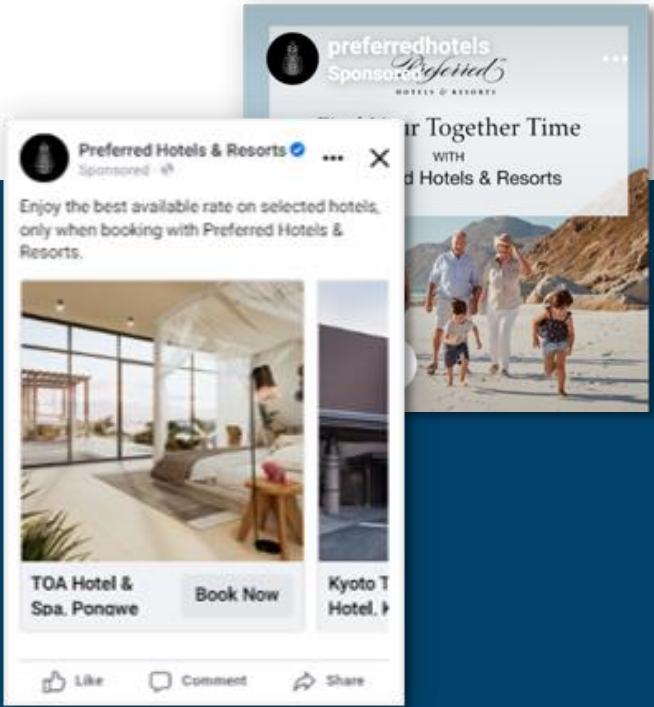 preferredhotels
Sponsored
Preferred
HOTELS & RESORTS
Together Time
WITH
Hotels & Resorts
Preferred Hotels & Resorts
Sponsored
Enjoy the best available rate on selected hotels,
only when booking with Preferred Hotels &
Resorts.
TOA Hotel &
Spa, Pongwe
Book Now
Kyoto T
Hotel, K
Like
Comment
Share